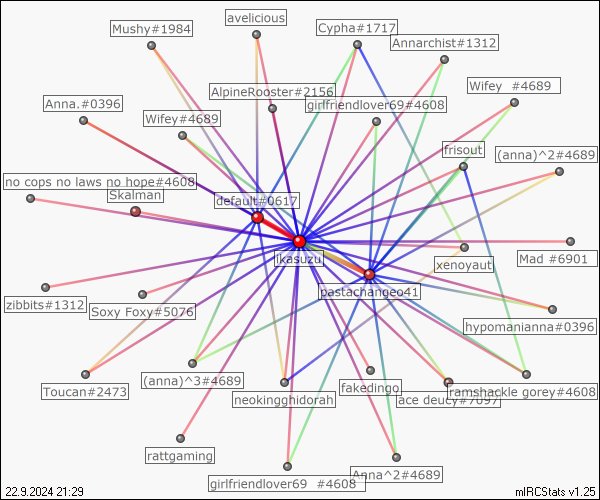 avelicious
Mushy#1984
Cypha#1717
Annarchist#1312
AlpineRooster#2156
Wifey_#4689
Anna.#0396
girlfriendlover69#4608
Wifey#4689
frisout
(anna)^2#4689
no cops no laws no hope#4608
Skalman
default#0617
ikasuzu
xenoyaut
Mad #6901
pastachangeo41
zibbits#1312
Soxy Foxy#5076
hypomanianna#0396
(anna)^3#4689
fakedingo
Toucan#2473
neokingghidorah
ace deucy#7097
ramshackle gorey#4608
rattgaming
Anna^2#4689
girlfriendlover69_#4608
22.9.2024 21:29
mIRCStats v1.25